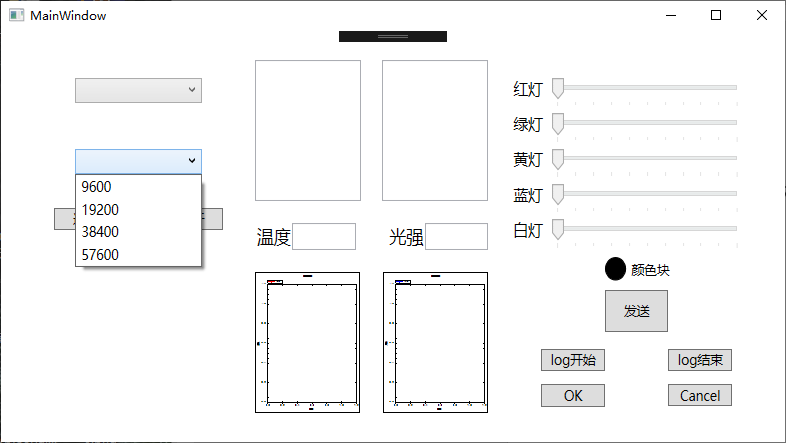 MainWindow
9600
19200
38400
57600
温度
光强
红灯
绿灯
黄灯
蓝灯
白灯
颜色块
发送
log开始
log结束
OK
Cancel